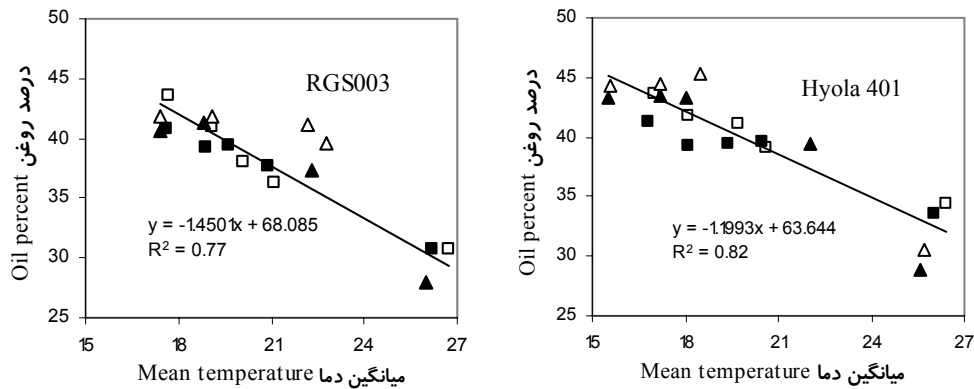 50
45
40
35
30
25
درصد روغن Oil percent
RGS003
y = -1.4501x + 68.085
R² = 0.77
15 18 21 24 27
Mean temperature میانگین دما
50
45
40
35
30
25
درصد روغن Oil percent
Hyola 401
y = -1.1993x + 63.644
R² = 0.82
15 18 21 24 27
Mean temperature میانگین دما